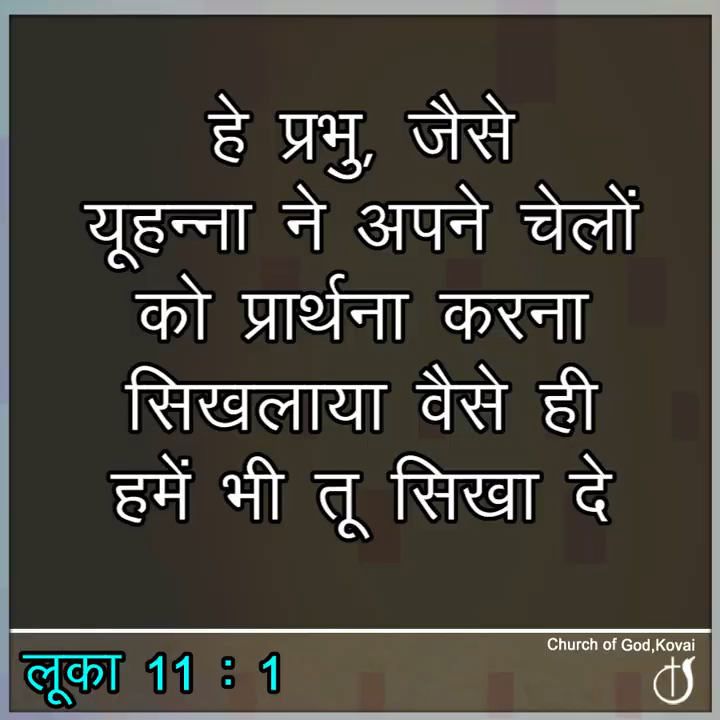 हे प्रभु, जैसे
यूहन्ना ने अपने चेलों
को प्रार्थना करना
सिखलाया वैसे ही
हमें भी तू सिखा दे
Church of God,Kovai
लूका 11 : 1